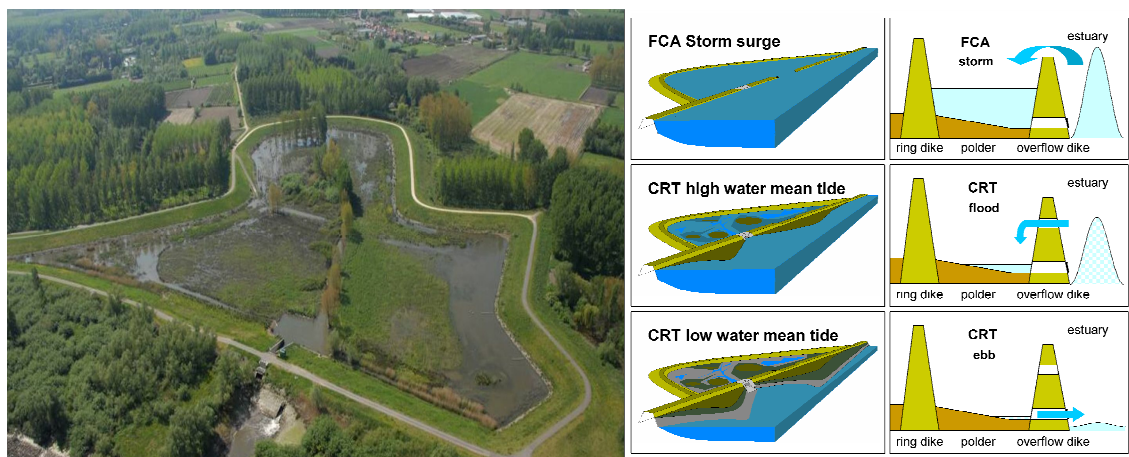 FCA Storm surge
FCA
storm
estuary
ring dike polder overflow dike
CRT high water mean tide
CRT
flood
estuary
ring dike polder overflow dike
CRT low water mean tide
CRT
ebb
estuary
ring dike polder overflow dike